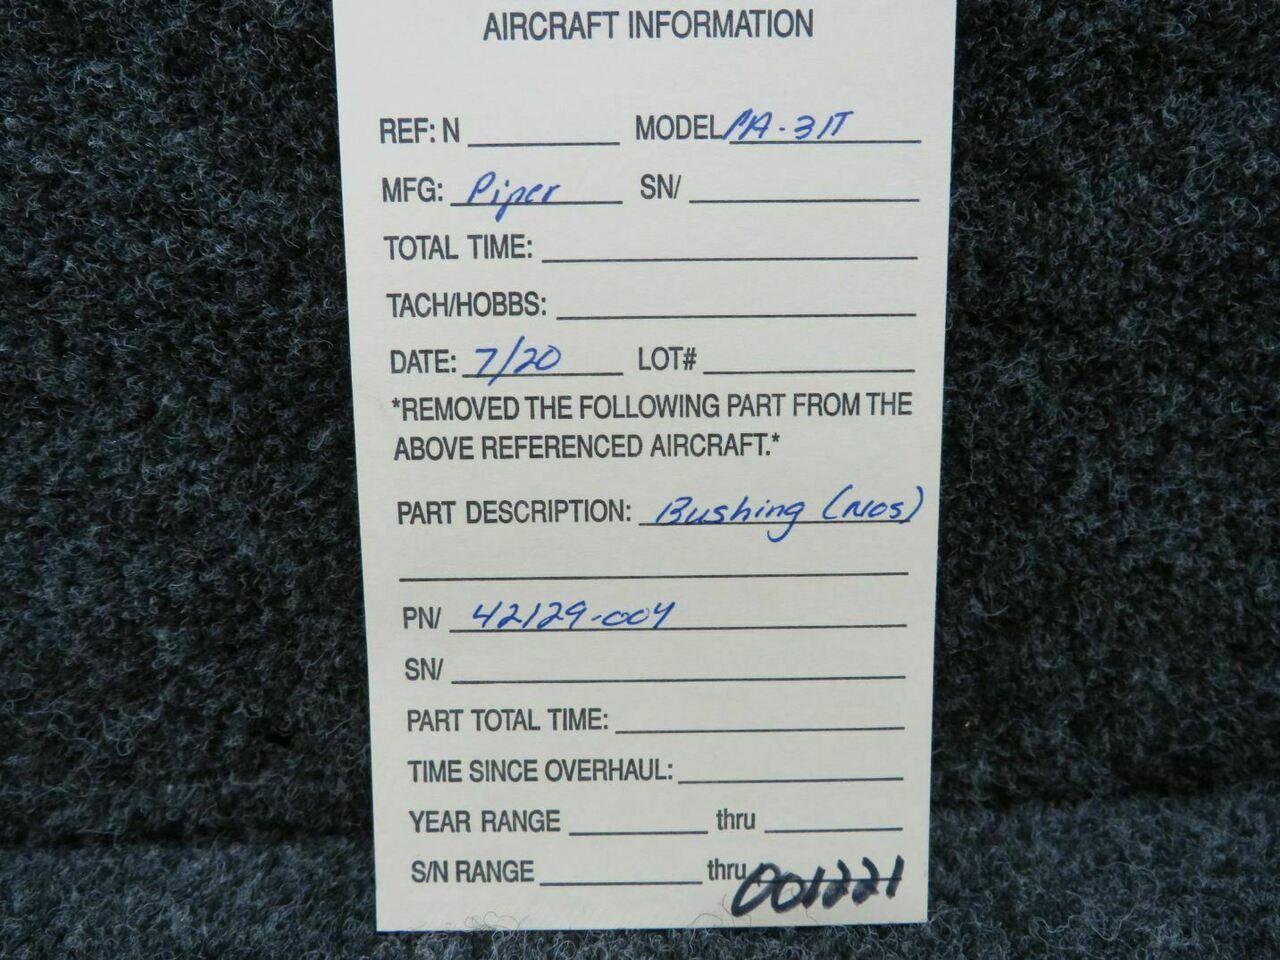 AIRCRAFT INFORMATION
REF: N MODEL PA-31T
MFG: Piper SN/
TOTAL TIME:
TACH/HOBBS:
DATE: 7/20 LOT#
*REMOVED THE FOLLOWING PART FROM THE
ABOVE REFERENCED AIRCRAFT.*
PART DESCRIPTION: Bushing (NOS)
PN/ 42129-004
SN/
PART TOTAL TIME:
TIME SINCE OVERHAUL:
YEAR RANGE thru
S/N RANGE thru 001221